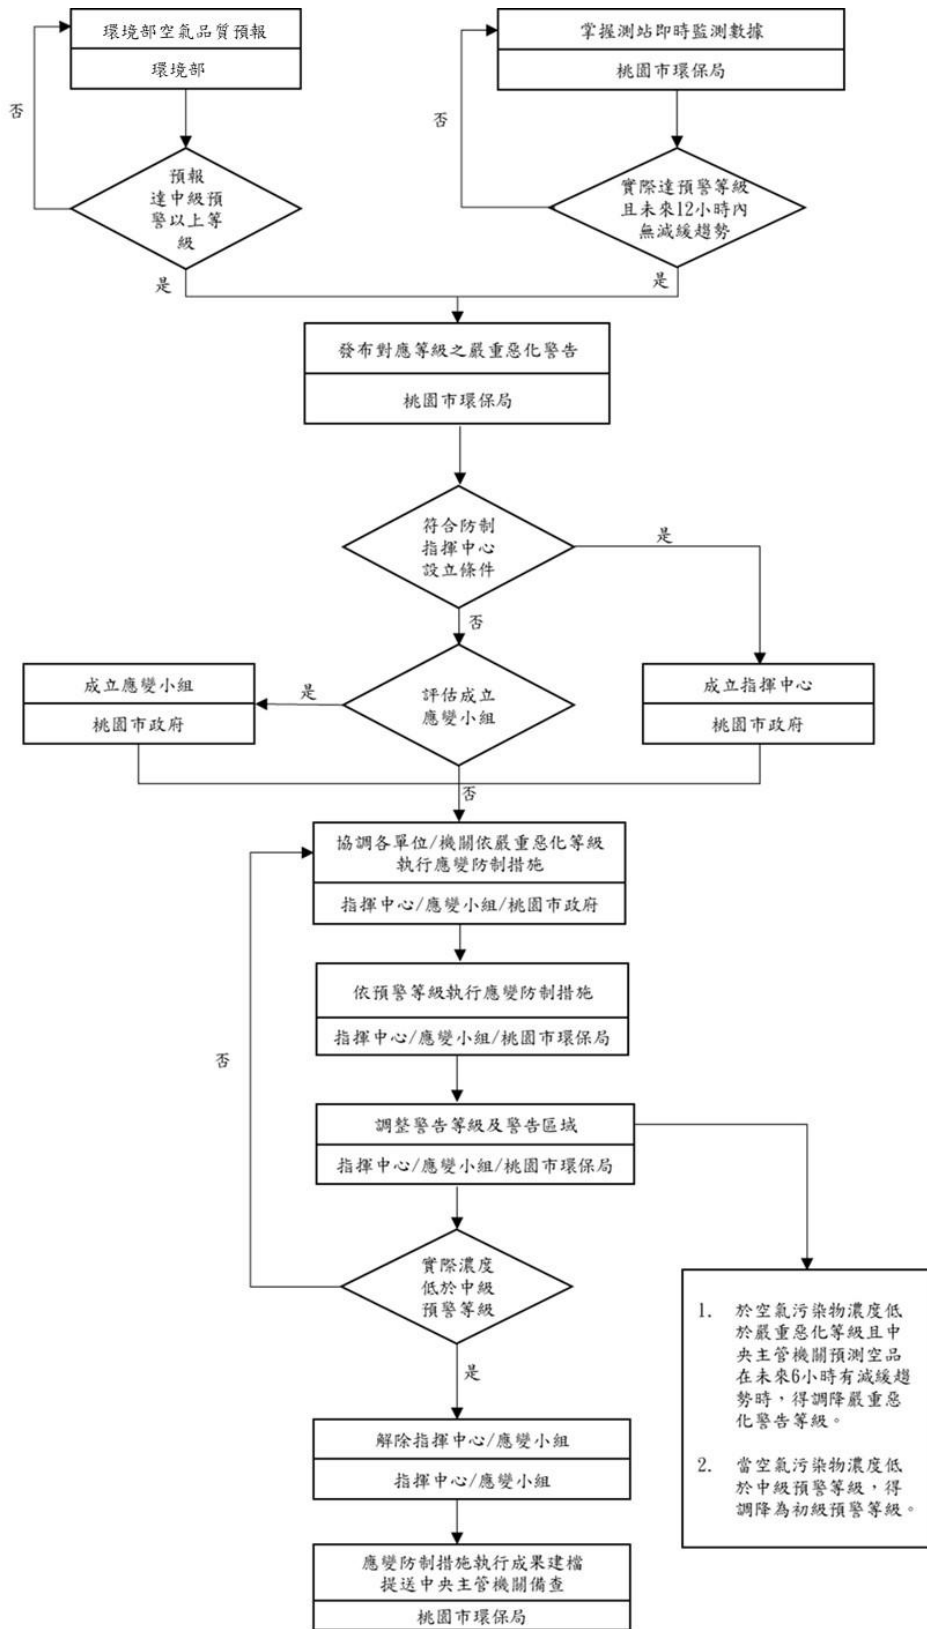 環境部空氣品質預報
環境部
否
預報
達中級預
警以上等
級
是
掌握測站即時監測數據
桃園市環保局
否
實際達預警等級
且未來12小時內
無減緩趨勢
是
發布對應等級之嚴重惡化警告
桃園市環保局
符合防制
指揮中心
設立條件
是
否
成立應變小組
桃園市政府
是
評估成立
應變小組
成立指揮中心
桃園市政府
否
協調各單位/機關依嚴重惡化等級
執行應變防制措施
指揮中心/應變小組/桃園市政府
依預警等級執行應變防制措施
指揮中心/應變小組/桃園市環保局
否
調整警告等級及警告區域
指揮中心/應變小組/桃園市環保局
實際濃度
低於中級
預警等級
是
1. 於空氣污染物濃度低
於嚴重惡化等級且中
央主管機關預測空品
在未來6小時有減緩趨
勢時，得調降嚴重惡
化警告等級。
2. 當空氣污染物濃度低
於中級預警等級，得
調降為初級預警等級。
解除指揮中心/應變小組
指揮中心/應變小組
應變防制措施執行成果建檔
提送中央主管機關備查
桃園市環保局